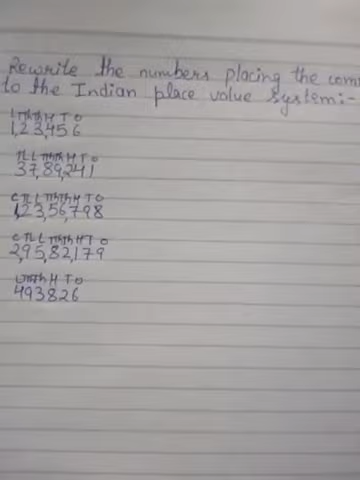 Rewrite the numbers placing the com
to the Indian place value system:-
L TTh Th H T O
1,23,456
TL L TTh Th H T O
37,89,241
C TL L TTh Th H T O
1,23,56,798
C TL L TTh Th H T O
2,95,82,179
L TTh Th H T O
493826